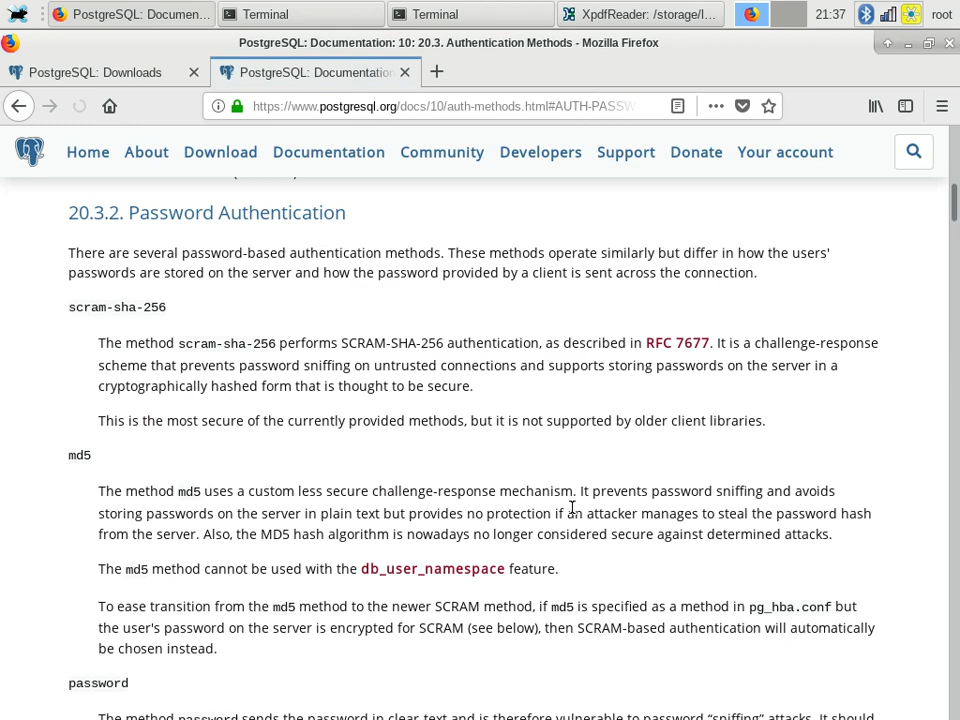 PostgreSQL: Documen...
Terminal
Terminal
XpdfReader: /storage/l...
21:37
root
PostgreSQL: Documentation: 10: 20.3. Authentication Methods - Mozilla Firefox
PostgreSQL: Downloads
PostgreSQL: Documentation
https://www.postgresql.org/docs/10/auth-methods.html#AUTH-PASSW
Home
About
Download
Documentation
Community
Developers
Support
Donate
Your account
20.3.2. Password Authentication
There are several password-based authentication methods. These methods operate similarly but differ in how the users'
passwords are stored on the server and how the password provided by a client is sent across the connection.
scram-sha-256
The method scram-sha-256 performs SCRAM-SHA-256 authentication, as described in RFC 7677. It is a challenge-response
scheme that prevents password sniffing on untrusted connections and supports storing passwords on the server in a
cryptographically hashed form that is thought to be secure.
This is the most secure of the currently provided methods, but it is not supported by older client libraries.
md5
The method md5 uses a custom less secure challenge-response mechanism. It prevents password sniffing and avoids
storing passwords on the server in plain text but provides no protection if an attacker manages to steal the password hash
from the server. Also, the MD5 hash algorithm is nowadays no longer considered secure against determined attacks.
The md5 method cannot be used with the db_user_namespace feature.
To ease transition from the md5 method to the newer SCRAM method, if md5 is specified as a method in pg_hba.conf but
the user's password on the server is encrypted for SCRAM (see below), then SCRAM-based authentication will automatically
be chosen instead.
password
The method password sends the password in clear-text and is therefore vulnerable to password “sniffing” attacks. It should